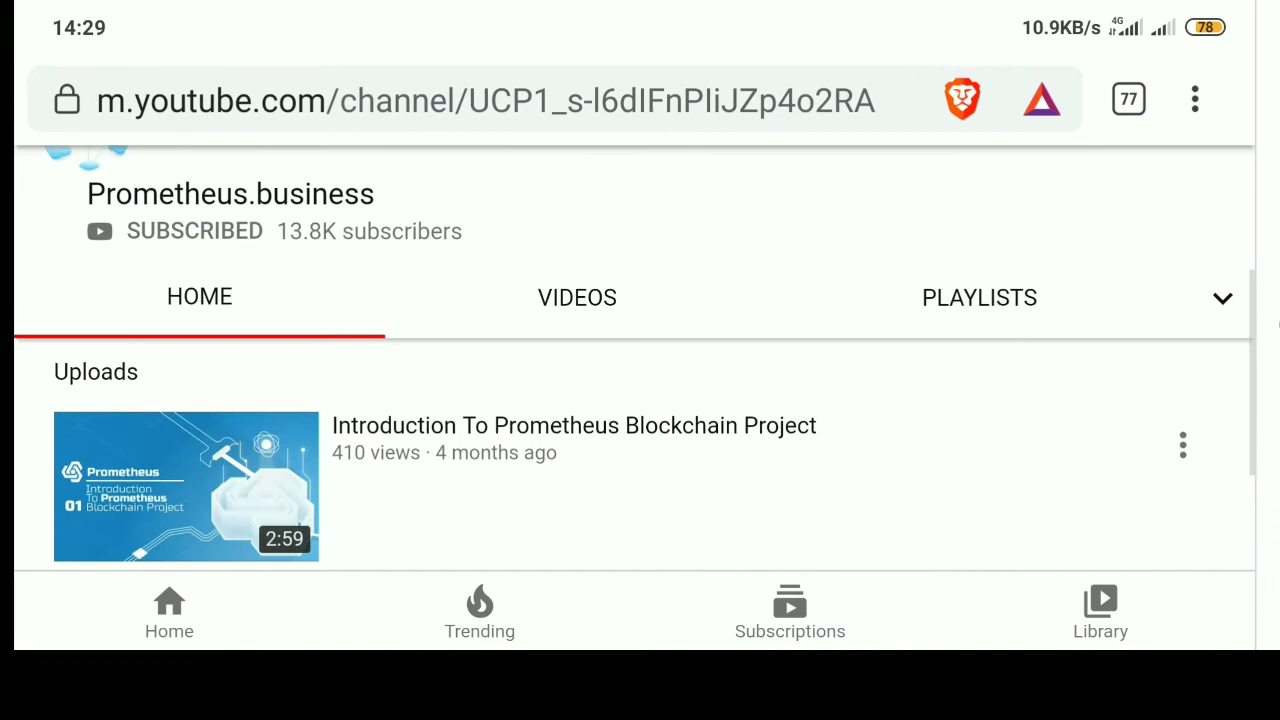 14:29
10.9KB/s 4G 78
m.youtube.com/channel/UCP1_s-l6dIFnPIiJZp4o2RA
77
Prometheus.business
SUBSCRIBED 13.8K subscribers
HOME VIDEOS PLAYLISTS
Uploads
Introduction To Prometheus Blockchain Project
410 views · 4 months ago
Prometheus
01 Introduction
To Prometheus
Blockchain Project
2:59
Home Trending Subscriptions Library